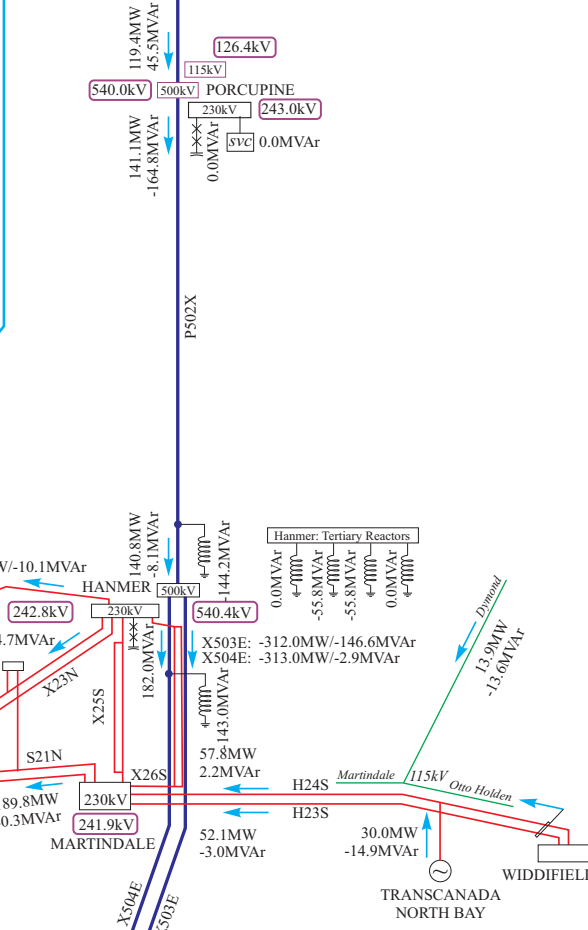 119.4MW
45.5MVAr
126.4kV
115kV
540.0kV
500kV
PORCUPINE
230kV
243.0kV
141.1MW
-164.8MVAr
0.0MVAr
SVC
0.0MVAr
P502X
140.8MW
-8.1MVAr
-144.2MVAr
Hanmer: Tertiary Reactors
0.0MVAr
-55.8MVAr
-55.8MVAr
0.0MVAr
/-10.1MVAr
HANMER
500kV
242.8kV
230kV
540.4kV
.7MVAr
182.0MVAr
X503E: -312.0MW/-146.6MVAr
X504E: -313.0MW/-2.9MVAr
Dymond
13.9MW
-13.6MVAr
X23N
X25S
-143.0MVAr
57.8MW
2.2MVAr
S21N
X26S
H24S
Martindale
115kV
Otto Holden
89.8MW
0.3MVAr
230kV
H23S
241.9kV
MARTINDALE
52.1MW
-3.0MVAr
30.0MW
-14.9MVAr
WIDDIFIELD
TRANSCANADA
NORTH BAY
X504E
X503E